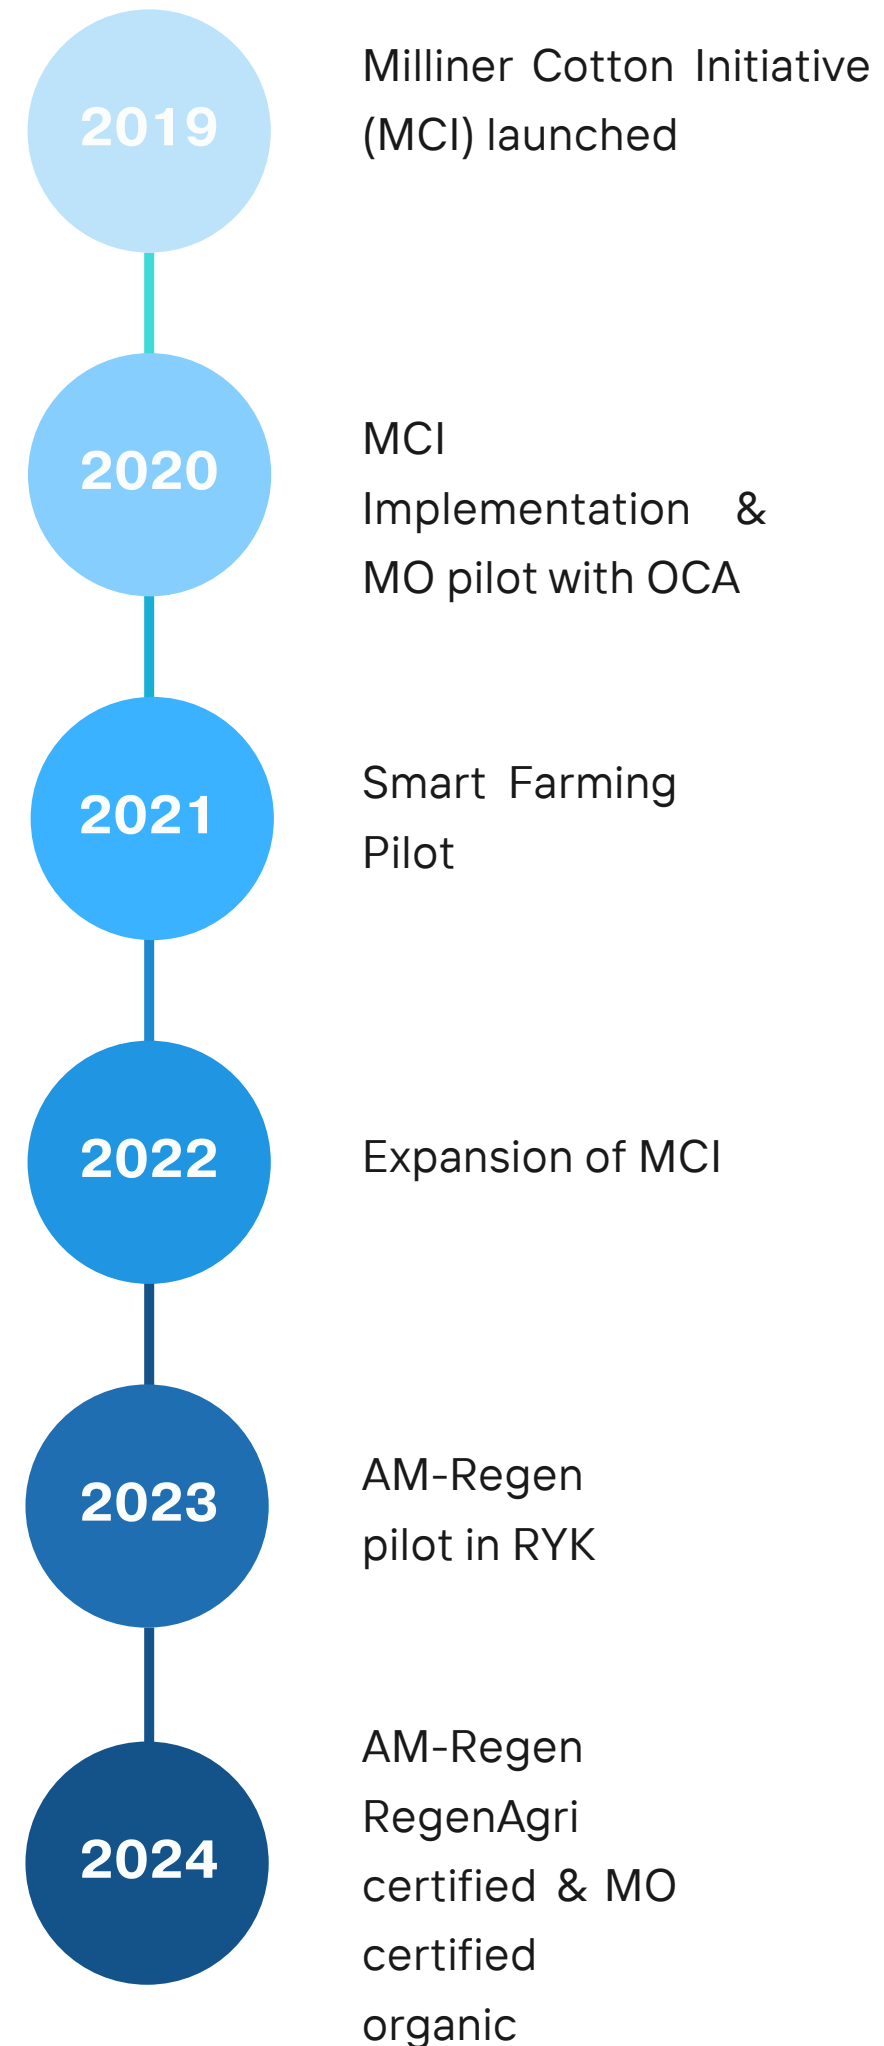 2019
Milliner Cotton Initiative
(MCI) launched
2020
MCI
Implementation &
MO pilot with OCA
2021
Smart Farming
Pilot
2022
Expansion of MCI
2023
AM-Regen
pilot in RYK
2024
AM-Regen
RegenAgri
certified & MO
certified
organic